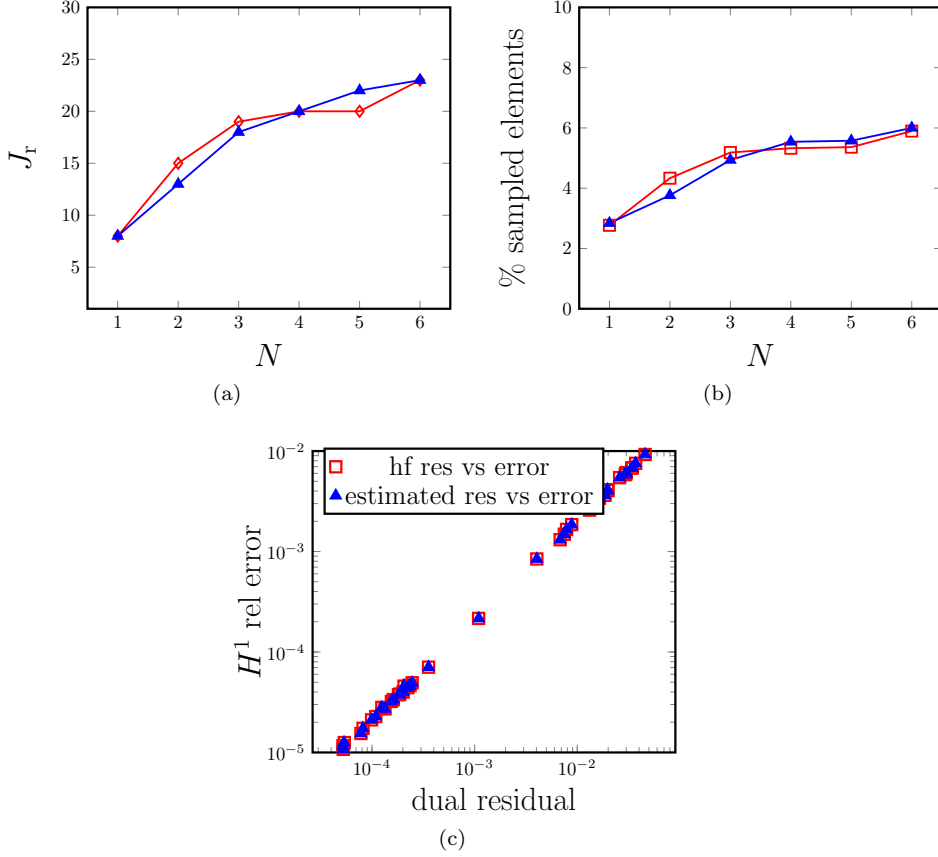 30
25
20
15
10
5
J_r
1 2 3 4 5 6
N
(a)
10
8
6
4
2
0
% sampled elements
1 2 3 4 5 6
N
(b)
hf res vs error
estimated res vs error
10^-2
10^-3
10^-4
10^-5
H^1 rel error
10^-4 10^-3 10^-2
dual residual
(c)